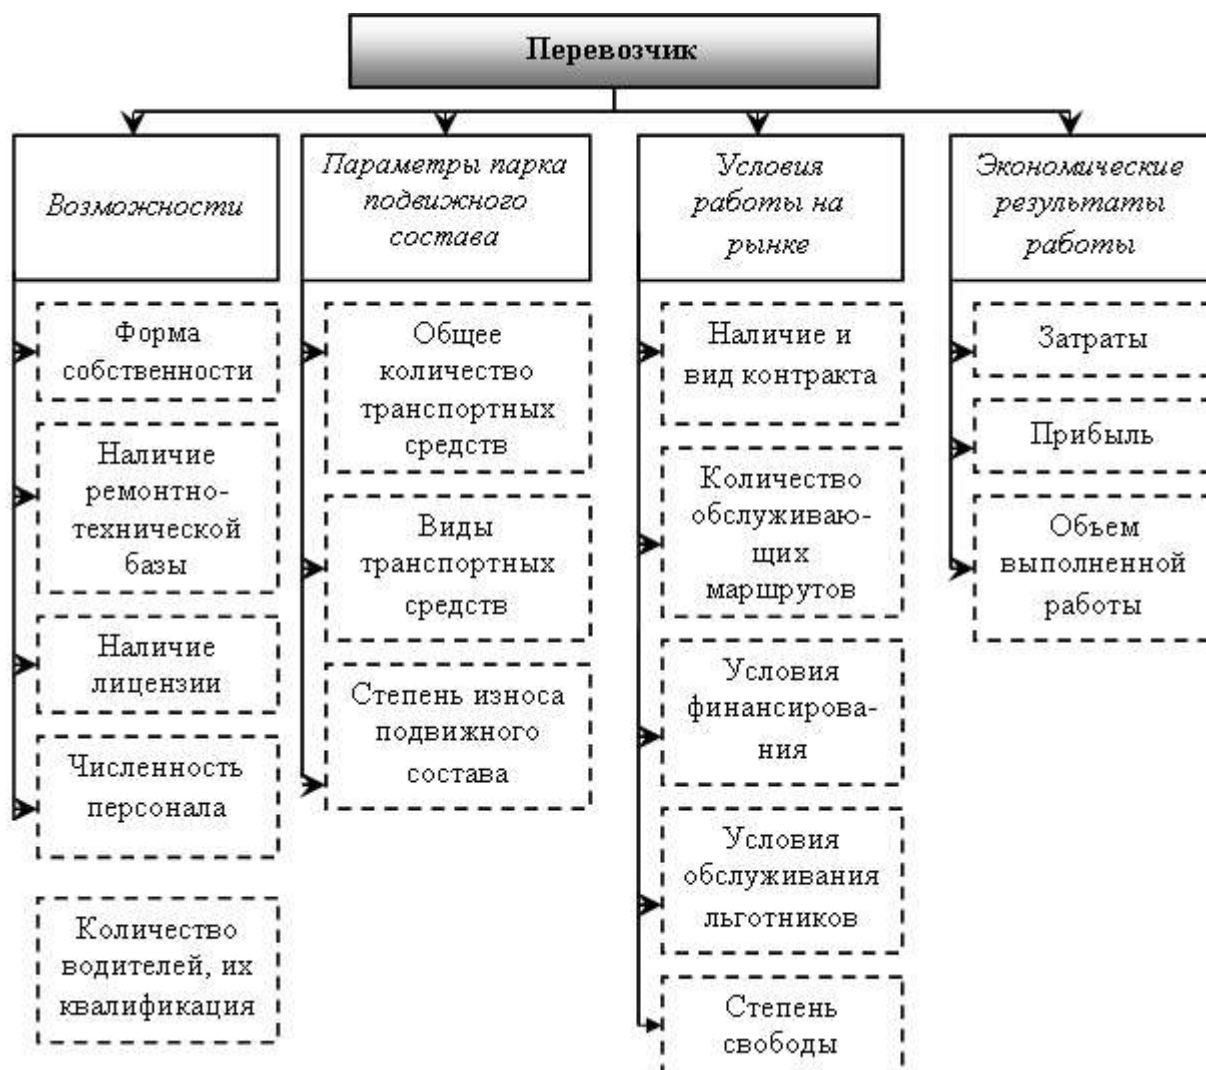 Перевозчик
Возможности
Параметры парка
подвижного
состава
Условия
работы на
рынке
Экономические
результаты
работы
Форма
собственности
Наличие
ремонтно-
технической
базы
Наличие
лицензии
Численность
персонала
Количество
водителей, их
квалификация
Общее
количество
транспортных
средств
Виды
транспортных
средств
Степень износа
подвижного
состава
Наличие и
вид контракта
Количество
обслуживаю-
щих
маршрутов
Условия
финансирова-
ния
Условия
обслуживания
льготников
Степень
свободы
Затраты
Прибыль
Объем
выполненной
работы